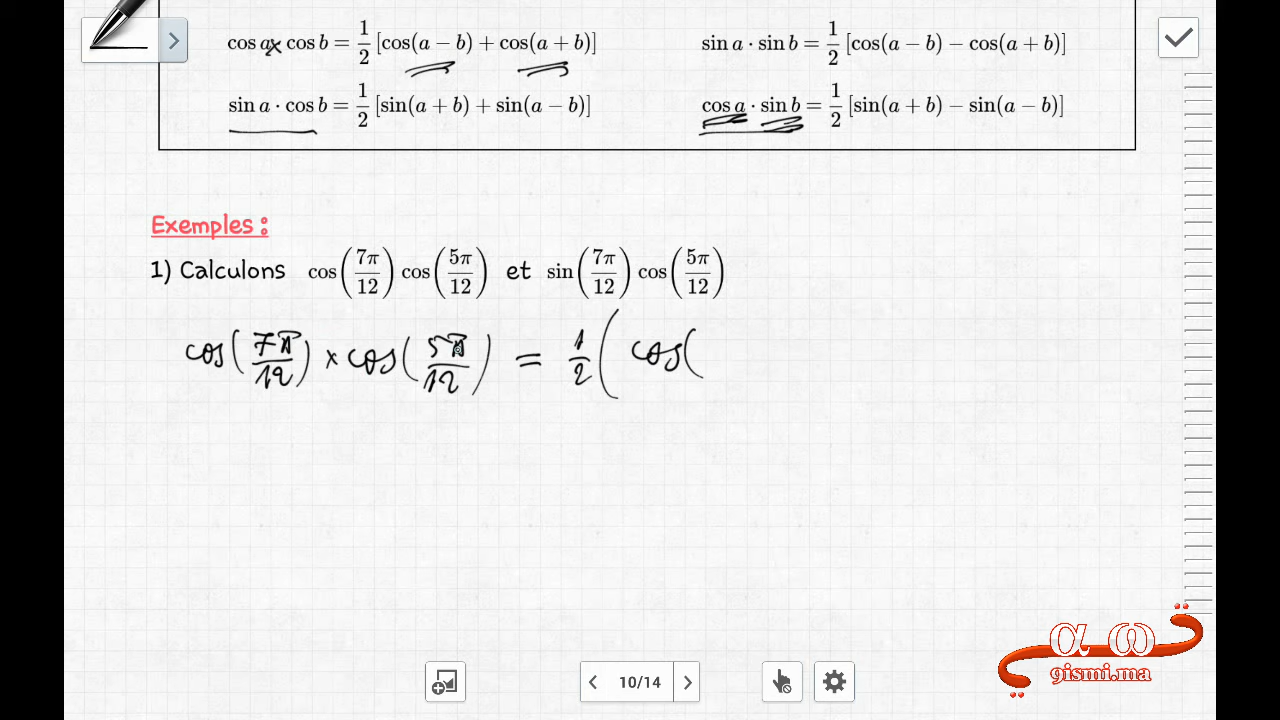 cos a × cos b = 1/2 [cos(a − b) + cos(a + b)]
sin a · sin b = 1/2 [cos(a − b) − cos(a + b)]
sin a · cos b = 1/2 [sin(a + b) + sin(a − b)]
cos a · sin b = 1/2 [sin(a + b) − sin(a − b)]
Exemples :
1) Calculons cos(7π/12) cos(5π/12) et sin(7π/12) cos(5π/12)
cos(7π/12) × cos(5π/12) = 1/2 ( cos(
α ω
gismi.ma
10/14